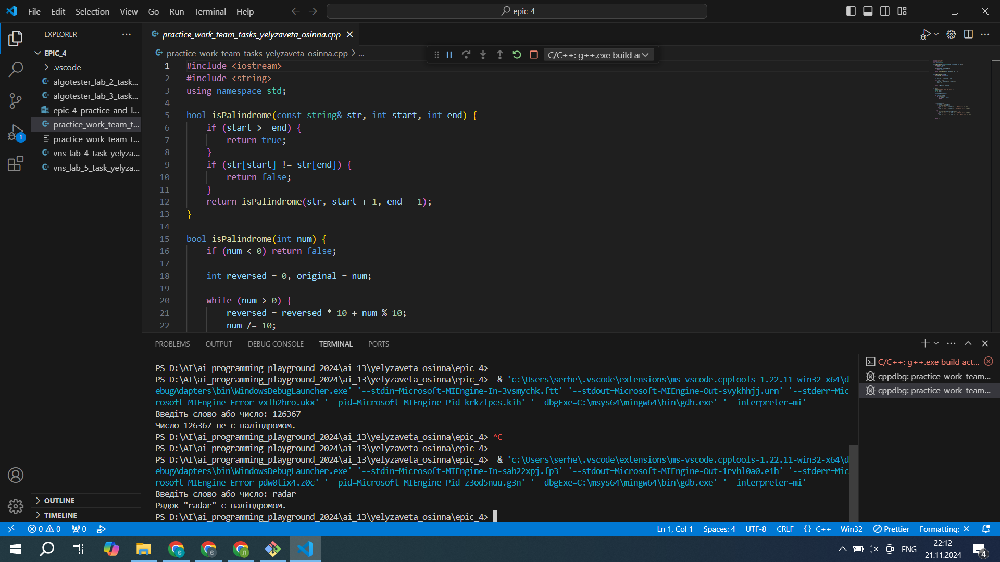 File Edit Selection View Go Run Terminal Help
epic_4
EXPLORER
EPIC_4
.vscode
algotester_lab_2_task...
algotester_lab_3_task...
epic_4_practice_and_l...
practice_work_team_t...
practice_work_team_t...
vns_lab_4_task_yelyza...
vns_lab_5_task_yelyza...
OUTLINE
TIMELINE
practice_work_team_tasks_yelyzaveta_osinna.cpp
practice_work_team_tasks_yelyzaveta_osinna.cpp > ...
C/C++: g++.exe build a
1 #include <iostream>
2 #include <string>
3 using namespace std;
4
5 bool isPalindrome(const string& str, int start, int end) {
6 if (start >= end) {
7 return true;
8 }
9 if (str[start] != str[end]) {
10 return false;
11 }
12 return isPalindrome(str, start + 1, end - 1);
13 }
14
15 bool isPalindrome(int num) {
16 if (num < 0) return false;
17
18 int reversed = 0, original = num;
19
20 while (num > 0) {
21 reversed = reversed * 10 + num % 10;
22 num /= 10;
PROBLEMS OUTPUT DEBUG CONSOLE TERMINAL PORTS
PS D:\AI\ai_programming_playground_2024\ai_13\yelyzaveta_osinna\epic_4>
PS D:\AI\ai_programming_playground_2024\ai_13\yelyzaveta_osinna\epic_4> & 'c:\Users\serhe\.vscode\extensions\ms-vscode.cpptools-1.22.11-win32-x64\d
ebugAdapters\bin\WindowsDebugLauncher.exe' '--stdin=Microsoft-MIEngine-In-3vsmychk.ftt' '--stdout=Microsoft-MIEngine-Out-svykhhjj.urn' '--stderr=Mic
rosoft-MIEngine-Error-vxlh2bro.ukx' '--pid=Microsoft-MIEngine-Pid-krkzlpcs.kih' '--dbgExe=C:\msys64\mingw64\bin\gdb.exe' '--interpreter=mi'
Введіть слово або число: 126367
Число 126367 не є паліндромом.
PS D:\AI\ai_programming_playground_2024\ai_13\yelyzaveta_osinna\epic_4> ^C
PS D:\AI\ai_programming_playground_2024\ai_13\yelyzaveta_osinna\epic_4>
PS D:\AI\ai_programming_playground_2024\ai_13\yelyzaveta_osinna\epic_4> & 'c:\Users\serhe\.vscode\extensions\ms-vscode.cpptools-1.22.11-win32-x64\d
ebugAdapters\bin\WindowsDebugLauncher.exe' '--stdin=Microsoft-MIEngine-In-sab22xpj.fp3' '--stdout=Microsoft-MIEngine-Out-1rvhl0a0.e1h' '--stderr=Mic
rosoft-MIEngine-Error-pdw0tix4.z0c' '--pid=Microsoft-MIEngine-Pid-z3od5nuu.g3n' '--dbgExe=C:\msys64\mingw64\bin\gdb.exe' '--interpreter=mi'
Введіть слово або число: radar
Рядок "radar" є паліндромом.
PS D:\AI\ai_programming_playground_2024\ai_13\yelyzaveta_osinna\epic_4>
C/C++: g++.exe build act...
cppdbg: practice_work_team...
cppdbg: practice_work_team...
0 0 0
Ln 1, Col 1 Spaces: 4 UTF-8 CRLF {} C++ Win32 Prettier Formatting:
ENG
22:12
21.11.2024
4